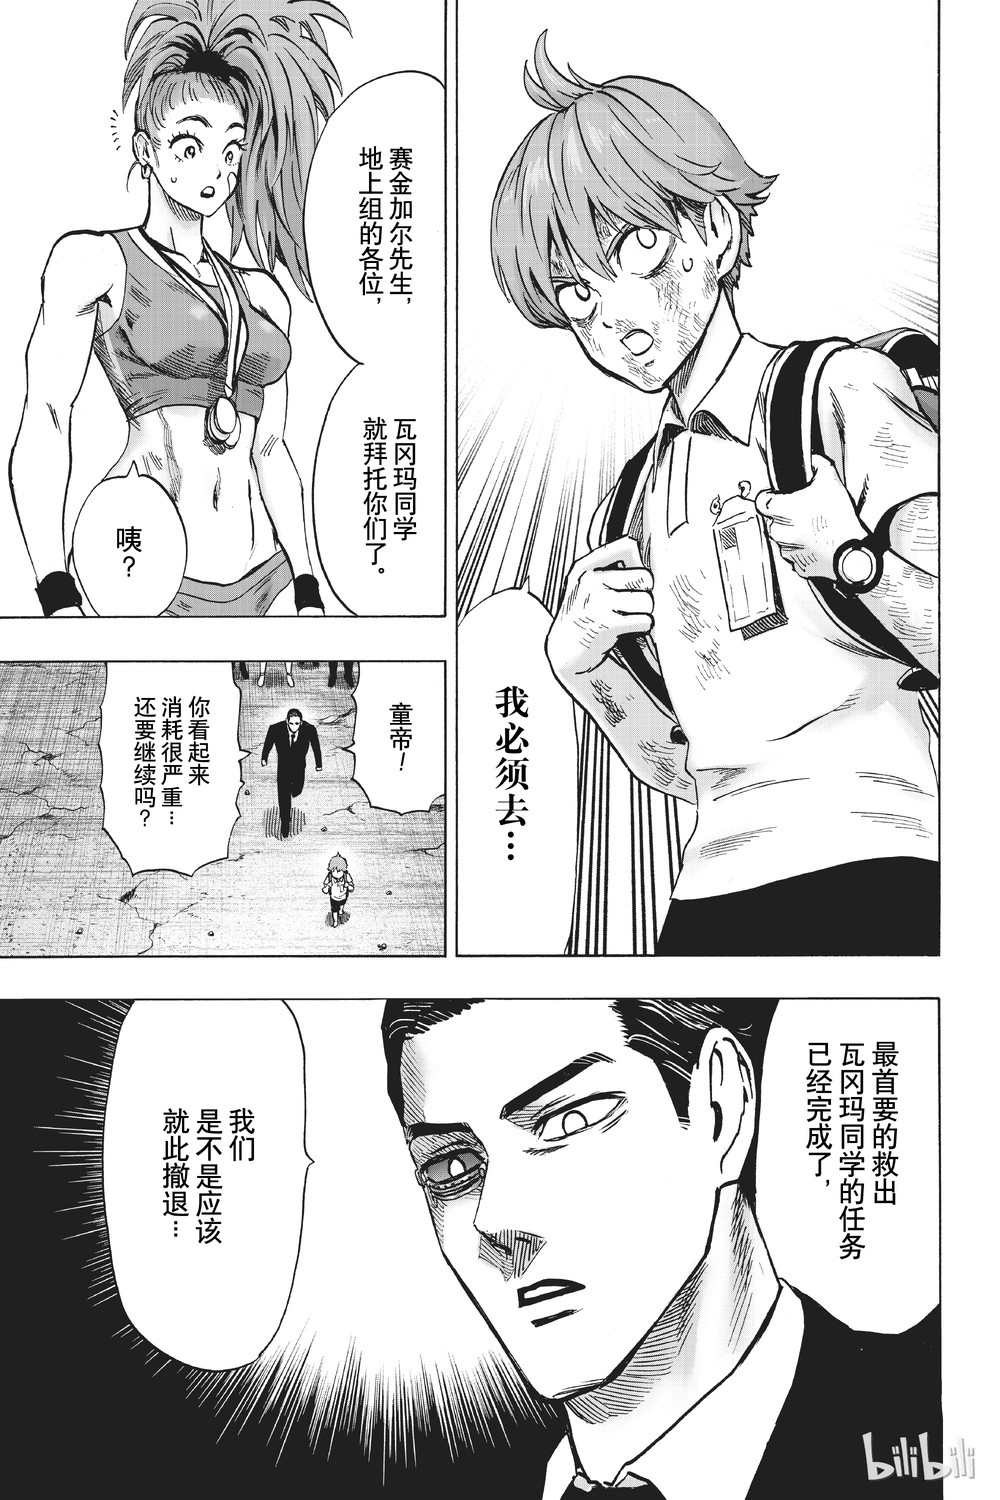 我必须去…
赛金加尔先生，
地上组的各位，
瓦冈玛同学
就拜托你们了。
咦？
童帝！
你看起来
消耗很严重…
还要继续吗？
最首要的救出
瓦冈玛同学的任务
已经完成了，
我们
是不是应该
就此撤退…
bilibili